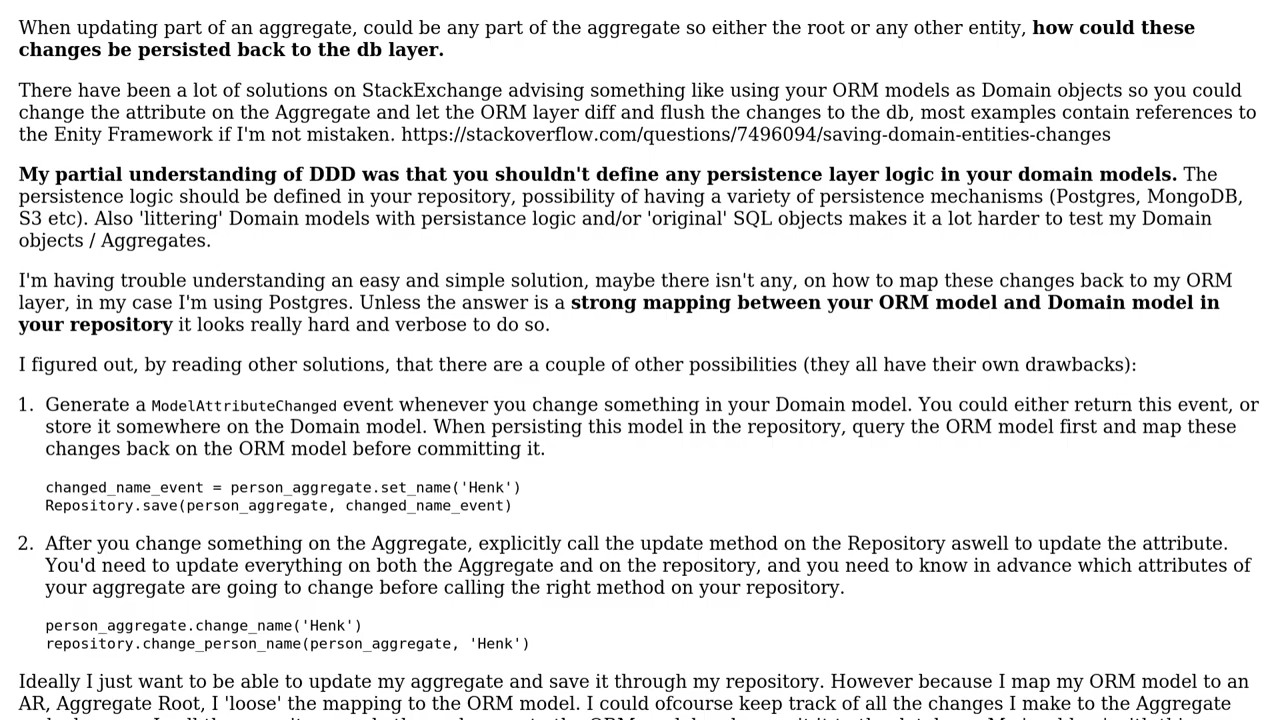 When updating part of an aggregate, could be any part of the aggregate so either the root or any other entity, how could these
changes be persisted back to the db layer.
There have been a lot of solutions on StackExchange advising something like using your ORM models as Domain objects so you could
change the attribute on the Aggregate and let the ORM layer diff and flush the changes to the db, most examples contain references to
the Enity Framework if I'm not mistaken. https://stackoverflow.com/questions/7496094/saving-domain-entities-changes
My partial understanding of DDD was that you shouldn't define any persistence layer logic in your domain models. The
persistence logic should be defined in your repository, possibility of having a variety of persistence mechanisms (Postgres, MongoDB,
S3 etc). Also 'littering' Domain models with persistance logic and/or 'original' SQL objects makes it a lot harder to test my Domain
objects / Aggregates.
I'm having trouble understanding an easy and simple solution, maybe there isn't any, on how to map these changes back to my ORM
layer, in my case I'm using Postgres. Unless the answer is a strong mapping between your ORM model and Domain model in
your repository it looks really hard and verbose to do so.
I figured out, by reading other solutions, that there are a couple of other possibilities (they all have their own drawbacks):
1. Generate a ModelAttributeChanged event whenever you change something in your Domain model. You could either return this event, or
store it somewhere on the Domain model. When persisting this model in the repository, query the ORM model first and map these
changes back on the ORM model before committing it.
changed_name_event = person_aggregate.set_name('Henk')
Repository.save(person_aggregate, changed_name_event)
2. After you change something on the Aggregate, explicitly call the update method on the Repository aswell to update the attribute.
You'd need to update everything on both the Aggregate and on the repository, and you need to know in advance which attributes of
your aggregate are going to change before calling the right method on your repository.
person_aggregate.change_name('Henk')
repository.change_person_name(person_aggregate, 'Henk')
Ideally I just want to be able to update my aggregate and save it through my repository. However because I map my ORM model to an
AR, Aggregate Root, I 'loose' the mapping to the ORM model. I could ofcourse keep track of all the changes I make to the Aggregate